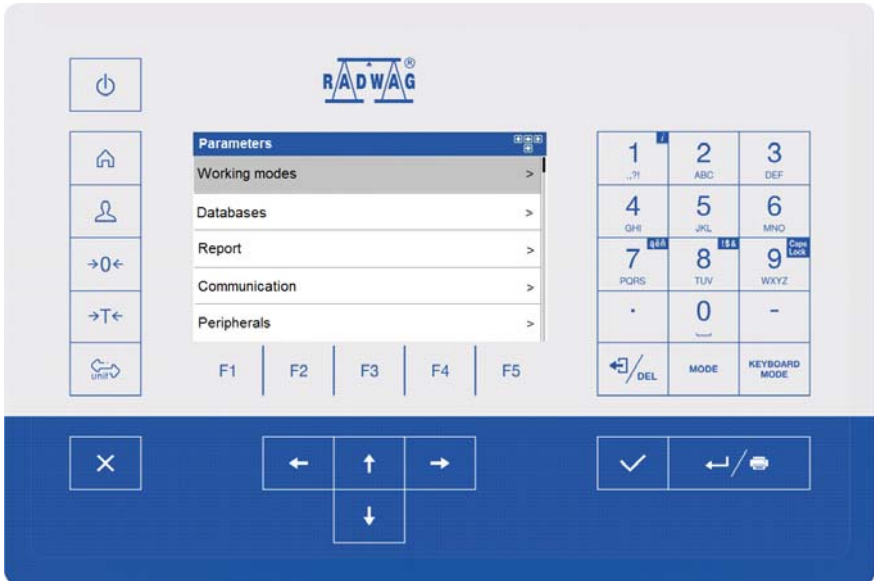 RADWAG®
Parameters
Working modes >
Databases >
Report >
Communication >
Peripherals >
F1 F2 F3 F4 F5
→0←
→T←
unit
1 i
.,?!
2
ABC
3
DEF
4
GHI
5
JKL
6
MNO
7 ąêñ
PQRS
8 !$&
TUV
9 Caps Lock
WXYZ
.
0
-
/DEL
MODE
KEYBOARD
MODE